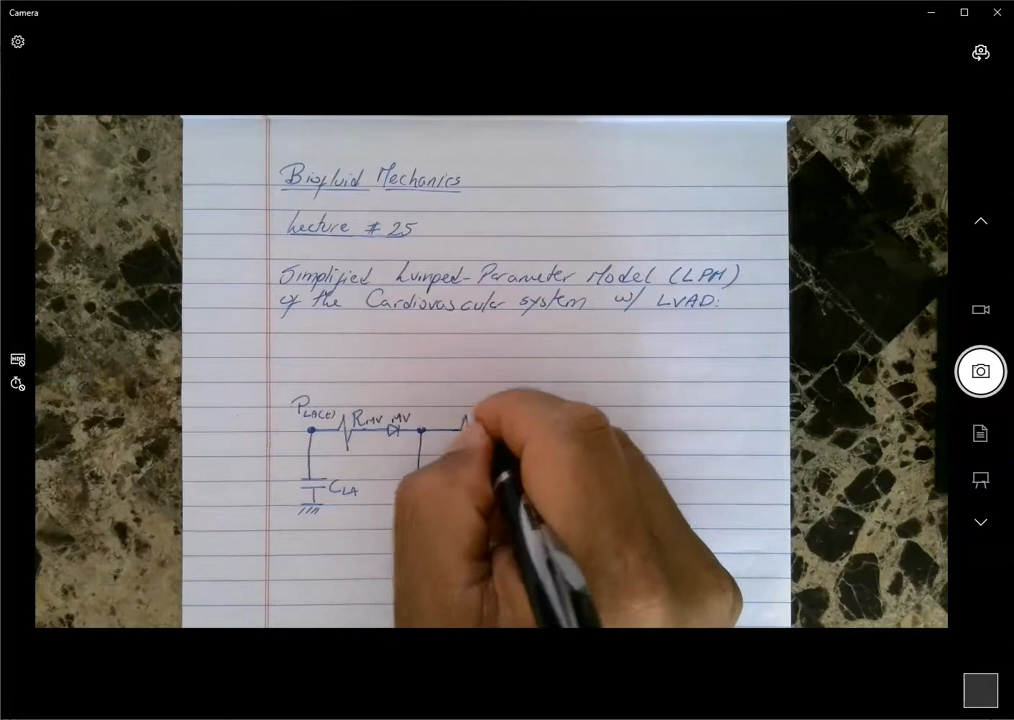 Camera
Biofluid Mechanics
Lecture # 25
Simplified Lumped-Parameter Model (LPM)
of the Cardiovascular system w/ LVAD:
PLA(t) RMV MV
CLA